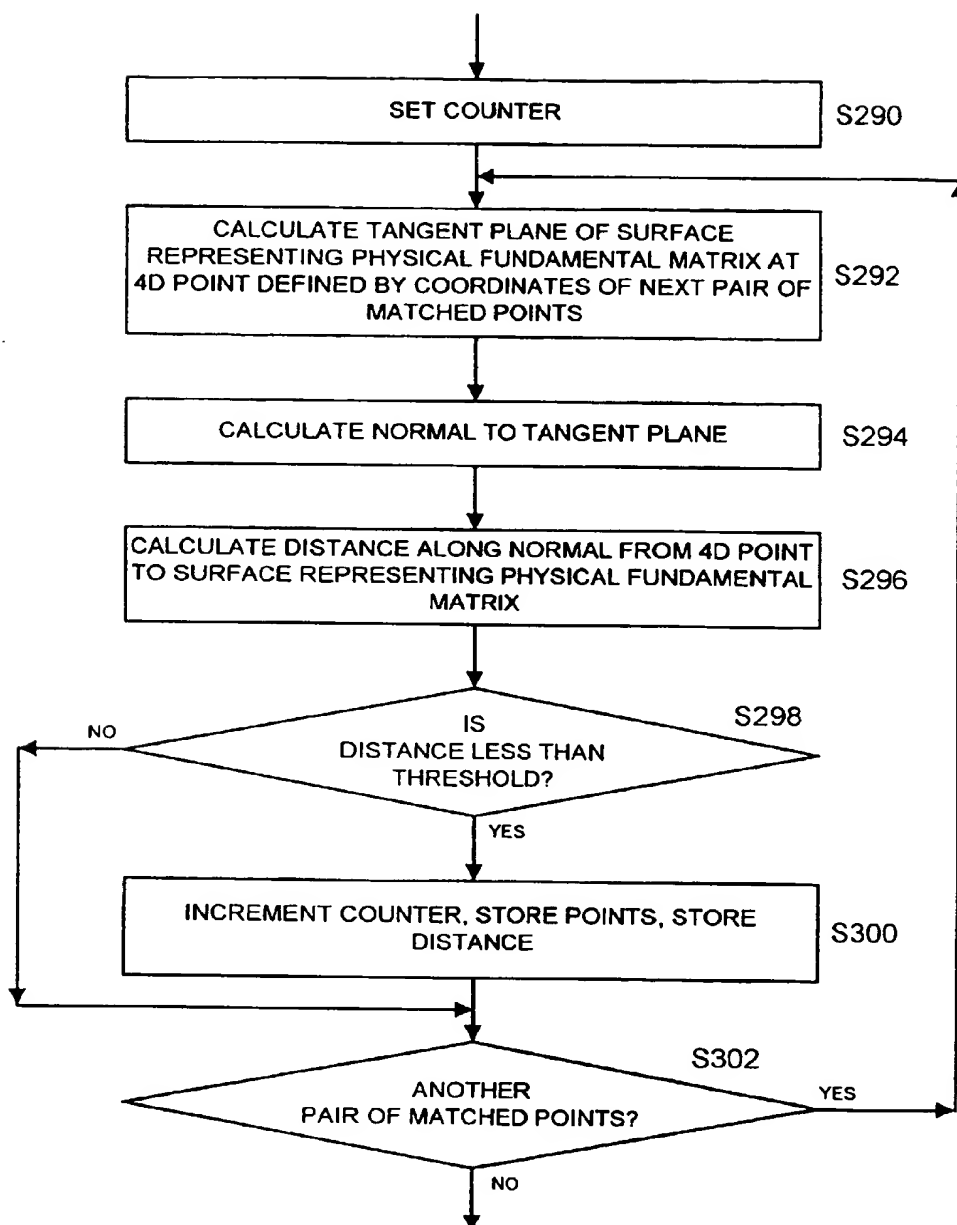 SET COUNTER
S290
CALCULATE TANGENT PLANE OF SURFACE
REPRESENTING PHYSICAL FUNDAMENTAL MATRIX AT
4D POINT DEFINED BY COORDINATES OF NEXT PAIR OF
MATCHED POINTS
S292
CALCULATE NORMAL TO TANGENT PLANE
S294
CALCULATE DISTANCE ALONG NORMAL FROM 4D POINT
TO SURFACE REPRESENTING PHYSICAL FUNDAMENTAL
MATRIX
S296
S298
NO
IS
DISTANCE LESS THAN
THRESHOLD?
YES
INCREMENT COUNTER, STORE POINTS, STORE
DISTANCE
S300
S302
ANOTHER
PAIR OF MATCHED POINTS?
YES
NO